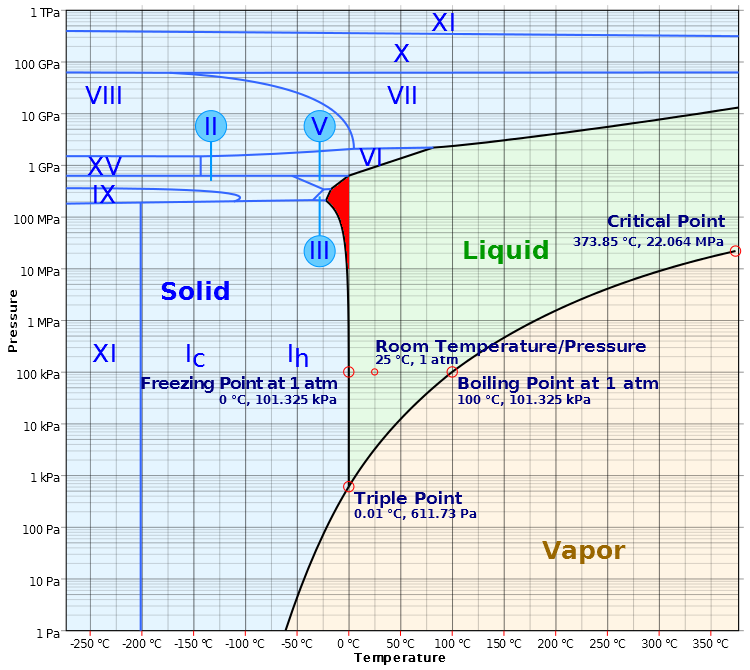 1 TPa
XI
X
100 GPa
VIII
VII
10 GPa
II
V
1 GPa
XV
VI
IX
100 MPa
Critical Point
373.85 °C, 22.064 MPa
III
Liquid
10 MPa
Solid
Pressure
1 MPa
XI
Ic
Ih
Room Temperature/Pressure
25 °C, 1 atm
100 kPa
Freezing Point at 1 atm
0 °C, 101.325 kPa
Boiling Point at 1 atm
100 °C, 101.325 kPa
10 kPa
1 kPa
Triple Point
0.01 °C, 611.73 Pa
100 Pa
Vapor
10 Pa
1 Pa
-250 °C -200 °C -150 °C -100 °C -50 °C 0 °C 50 °C 100 °C 150 °C 200 °C 250 °C 300 °C 350 °C
Temperature